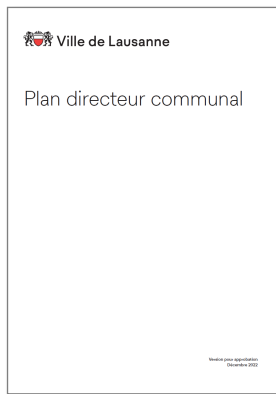 Ville de Lausanne
Plan directeur communal
Version pour approbation
Décembre 2022